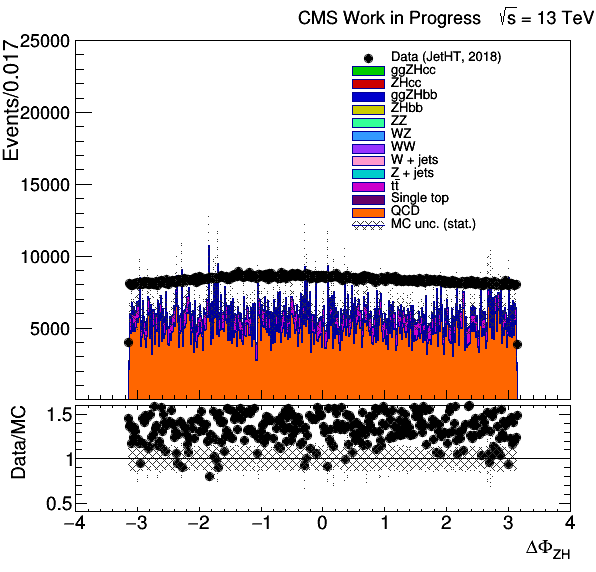 CMS Work in Progress √s = 13 TeV
Events/0.017
25000
20000
15000
10000
5000
Data (JetHT, 2018)
ggZHcc
ZHcc
ggZHbb
ZHbb
ZZ
WZ
WW
W + jets
Z + jets
tt̄
Single top
QCD
MC unc. (stat.)
Data/MC
1.5
1
0.5
−4 −3 −2 −1 0 1 2 3 4
ΔΦZH